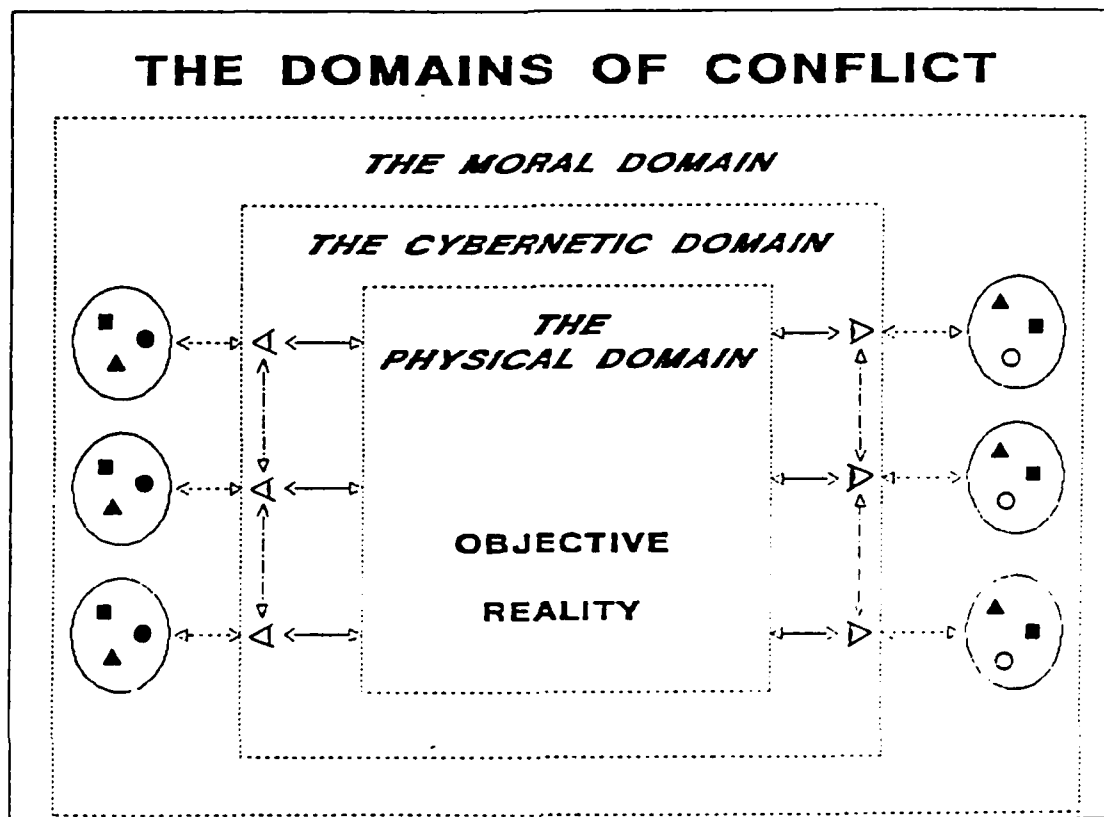 THE DOMAINS OF CONFLICT
THE MORAL DOMAIN
THE CYBERNETIC DOMAIN
THE
PHYSICAL DOMAIN
OBJECTIVE
REALITY